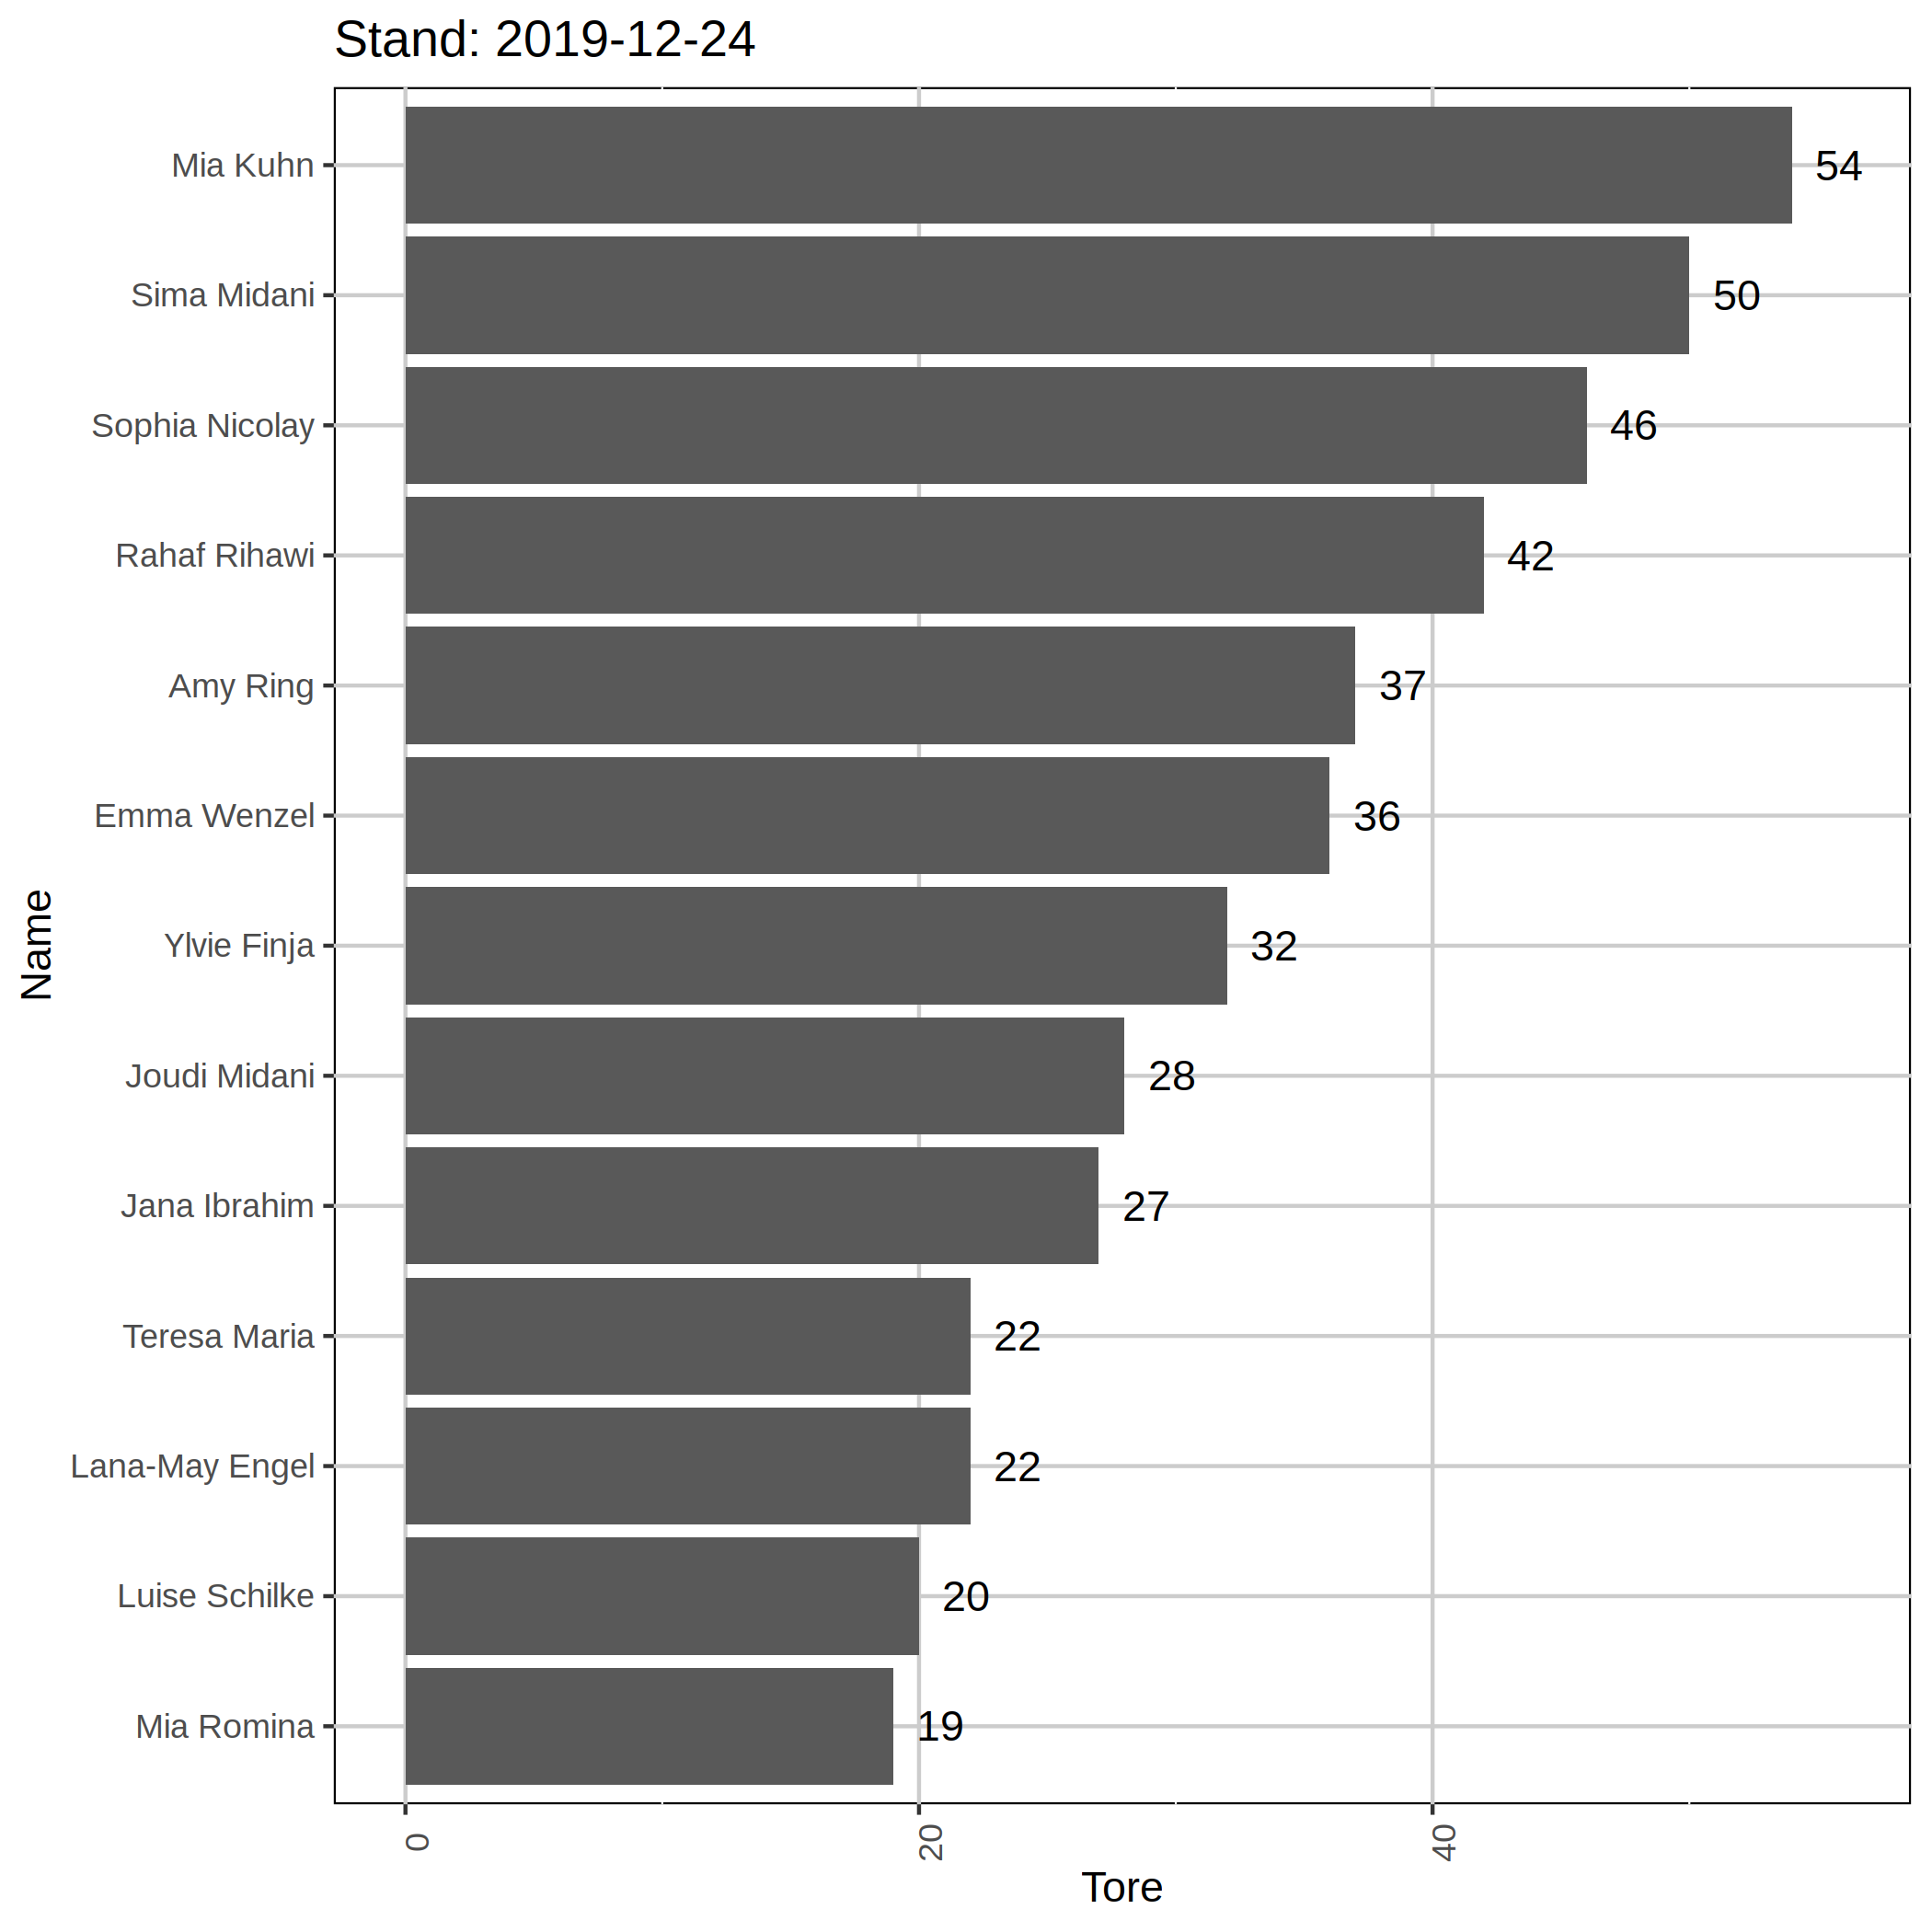 Stand: 2019-12-24
Mia Kuhn 54
Sima Midani 50
Sophia Nicolay 46
Rahaf Rihawi 42
Amy Ring 37
Emma Wenzel 36
Ylvie Finja 32
Joudi Midani 28
Jana Ibrahim 27
Teresa Maria 22
Lana-May Engel 22
Luise Schilke 20
Mia Romina 19
Name
0 20 40
Tore